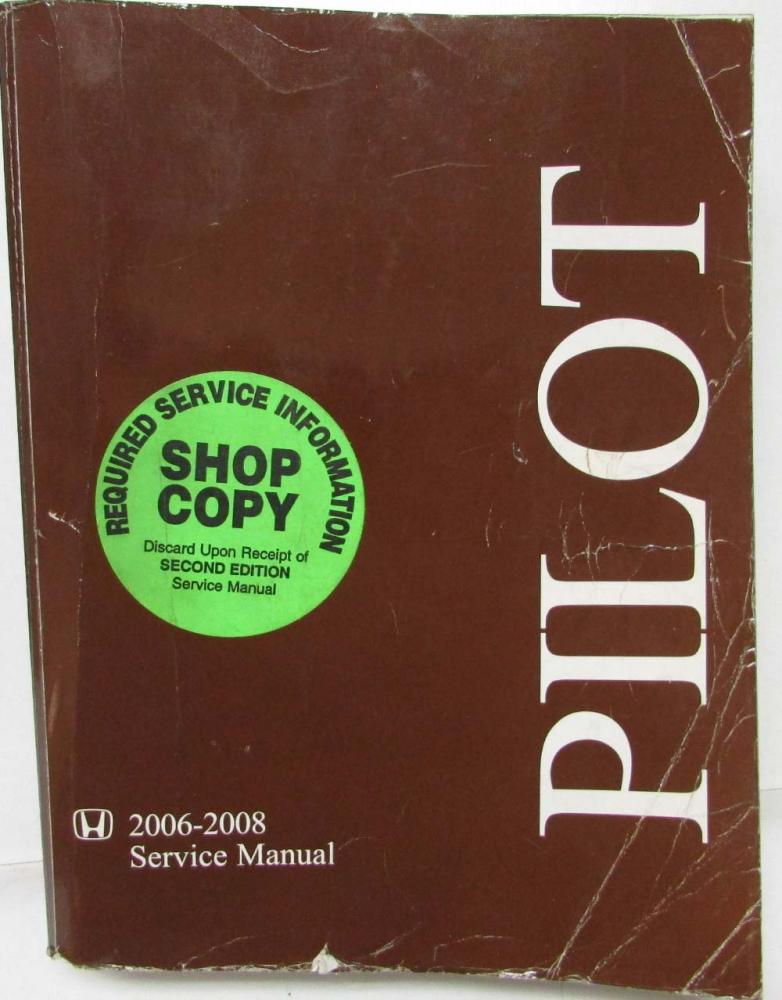 PILOT
REQUIRED SERVICE INFORMATION
SHOP
COPY
Discard Upon Receipt of
SECOND EDITION
Service Manual
2006-2008
Service Manual